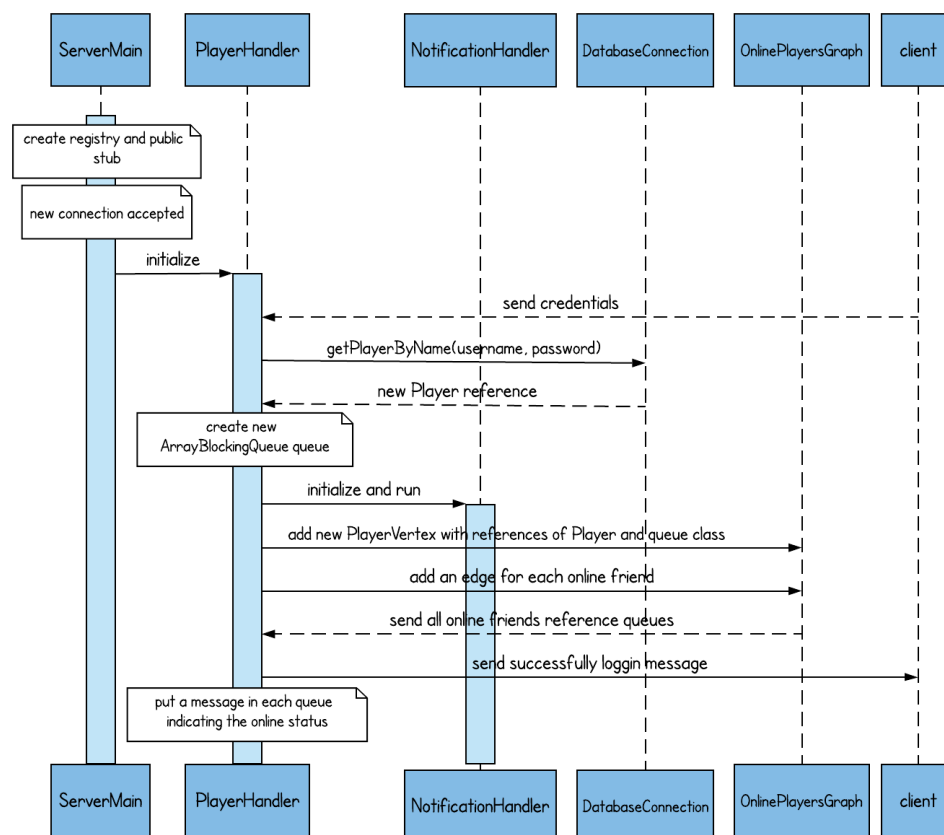 ServerMain
PlayerHandler
NotificationHandler
DatabaseConnection
OnlinePlayersGraph
client
create registry and public
stub
new connection accepted
initialize
send credentials
getPlayerByName(username, password)
new Player reference
create new
ArrayBlockingQueue queue
initialize and run
add new PlayerVertex with references of Player and queue class
add an edge for each online friend
send all online friends reference queues
send successfully loggin message
put a message in each queue
indicating the online status
ServerMain
PlayerHandler
NotificationHandler
DatabaseConnection
OnlinePlayersGraph
client